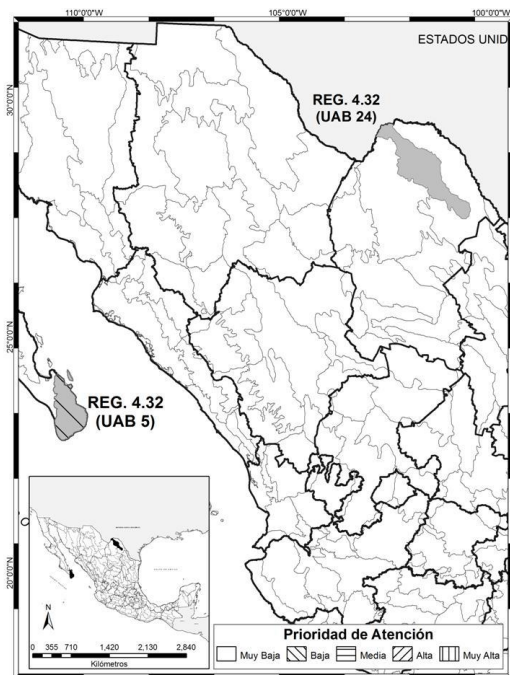 110°0'0"W 105°0'0"W 100°0'0"W
ESTADOS UNID
30°0'0"N
REG. 4.32
(UAB 24)
25°0'0"N
REG. 4.32
(UAB 5)
20°0'0"N
N
0 355 710 1,420 2,130 2,840
Kilómetros
Prioridad de Atención
Muy Baja Baja Media Alta Muy Alta